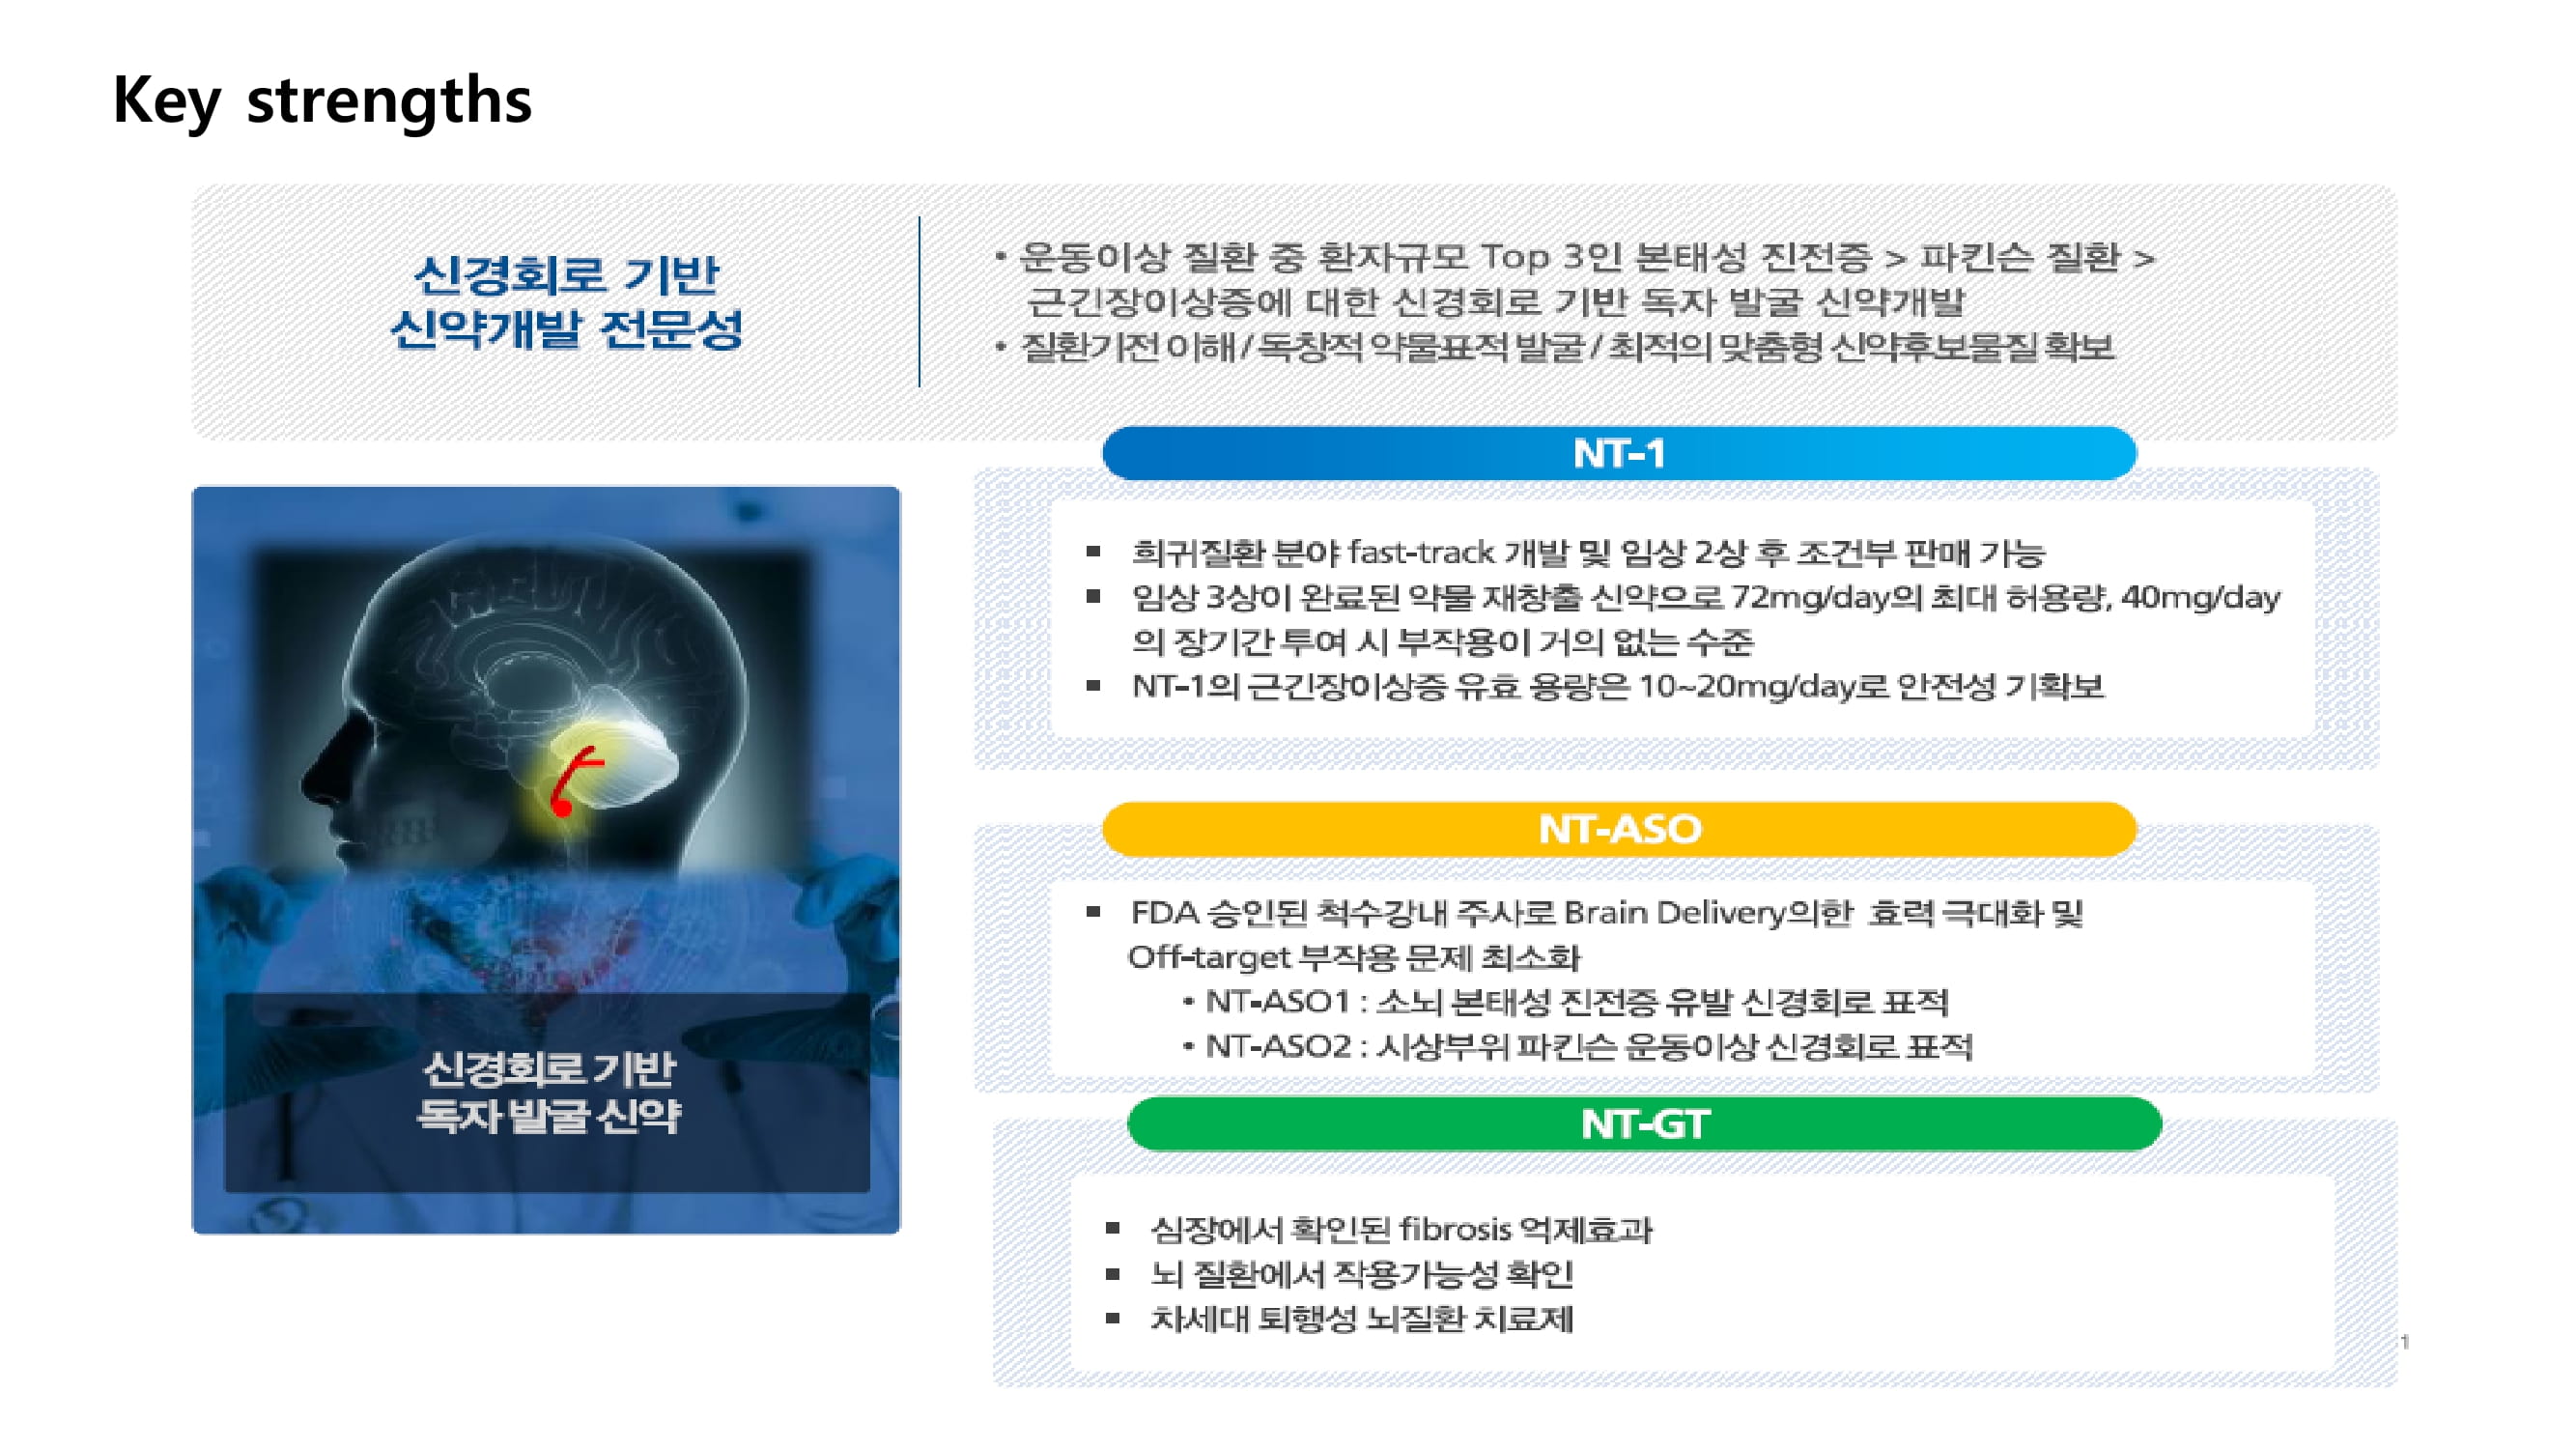 Key strengths
신경회로 기반
신약개발 전문성
• 운동이상 질환 중 환자규모 Top 3인 본태성 진전증 > 파킨슨 질환 >
근긴장이상증에 대한 신경회로 기반 독자 발굴 신약개발
• 질환기전 이해 / 독창적 약물표적 발굴 / 최적의 맞춤형 신약후보물질 확보
신경회로 기반
독자 발굴 신약
NT-1
▪ 희귀질환 분야 fast-track 개발 및 임상 2상 후 조건부 판매 가능
▪ 임상 3상이 완료된 약물 재창출 신약으로 72mg/day의 최대 허용량, 40mg/day
의 장기간 투여 시 부작용이 거의 없는 수준
▪ NT-1의 근긴장이상증 유효 용량은 10~20mg/day로 안전성 기확보
NT-ASO
▪ FDA 승인된 척수강내 주사로 Brain Delivery의한 효력 극대화 및
Off-target 부작용 문제 최소화
• NT-ASO1 : 소뇌 본태성 진전증 유발 신경회로 표적
• NT-ASO2 : 시상부위 파킨슨 운동이상 신경회로 표적
NT-GT
▪ 심장에서 확인된 fibrosis 억제효과
▪ 뇌 질환에서 작용가능성 확인
▪ 차세대 퇴행성 뇌질환 치료제
1